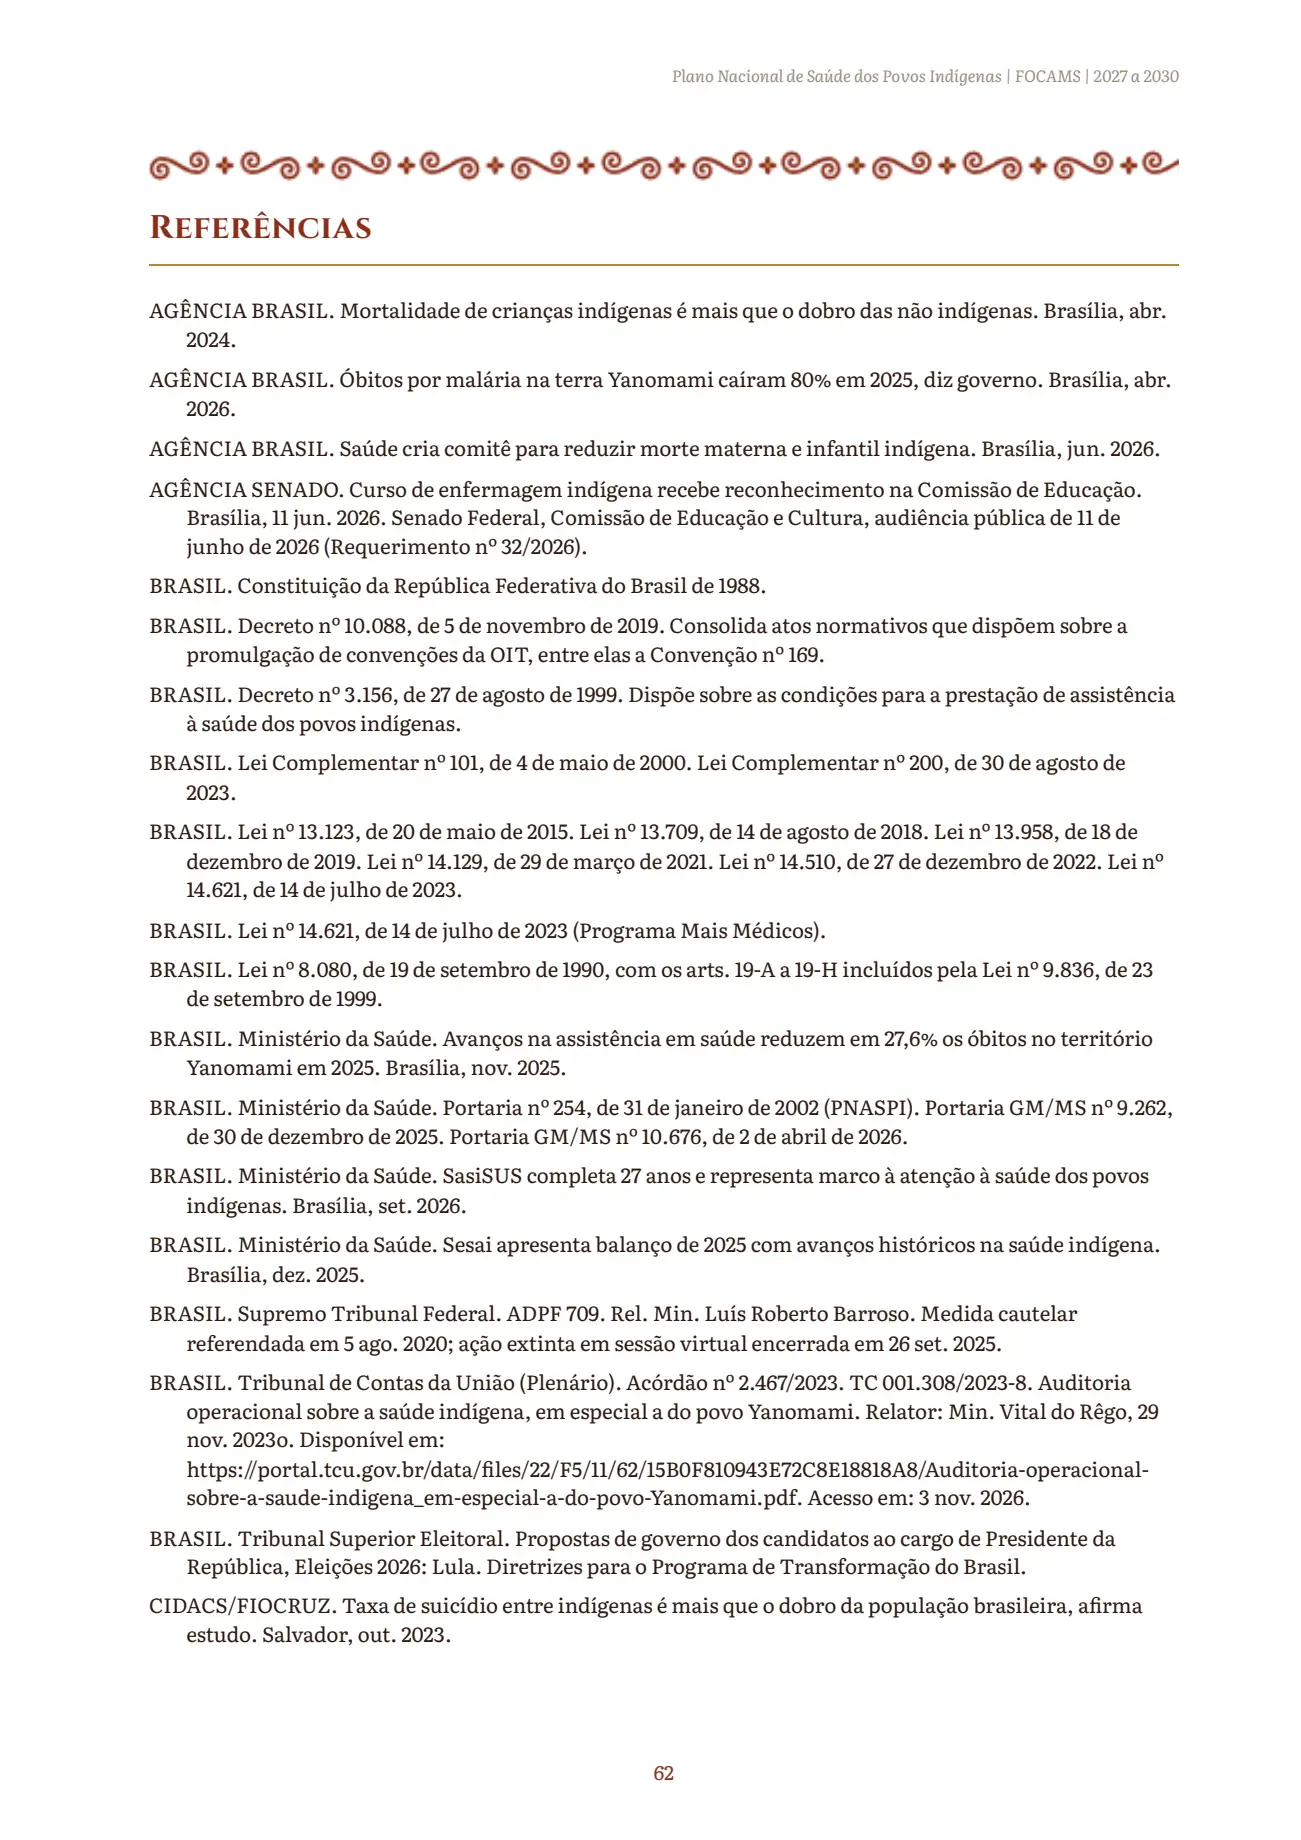 Plano Nacional de Saúde dos Povos Indígenas | FOCAMS | 2027 a 2030
Referências
AGÊNCIA BRASIL. Mortalidade de crianças indígenas é mais que o dobro das não indígenas. Brasília, abr.
2024.
AGÊNCIA BRASIL. Óbitos por malária na terra Yanomami caíram 80% em 2025, diz governo. Brasília, abr.
2026.
AGÊNCIA BRASIL. Saúde cria comitê para reduzir morte materna e infantil indígena. Brasília, jun. 2026.
AGÊNCIA SENADO. Curso de enfermagem indígena recebe reconhecimento na Comissão de Educação.
Brasília, 11 jun. 2026. Senado Federal, Comissão de Educação e Cultura, audiência pública de 11 de
junho de 2026 (Requerimento nº 32/2026).
BRASIL. Constituição da República Federativa do Brasil de 1988.
BRASIL. Decreto nº 10.088, de 5 de novembro de 2019. Consolida atos normativos que dispõem sobre a
promulgação de convenções da OIT, entre elas a Convenção nº 169.
BRASIL. Decreto nº 3.156, de 27 de agosto de 1999. Dispõe sobre as condições para a prestação de assistência
à saúde dos povos indígenas.
BRASIL. Lei Complementar nº 101, de 4 de maio de 2000. Lei Complementar nº 200, de 30 de agosto de
2023.
BRASIL. Lei nº 13.123, de 20 de maio de 2015. Lei nº 13.709, de 14 de agosto de 2018. Lei nº 13.958, de 18 de
dezembro de 2019. Lei nº 14.129, de 29 de março de 2021. Lei nº 14.510, de 27 de dezembro de 2022. Lei nº
14.621, de 14 de julho de 2023.
BRASIL. Lei nº 14.621, de 14 de julho de 2023 (Programa Mais Médicos).
BRASIL. Lei nº 8.080, de 19 de setembro de 1990, com os arts. 19-A a 19-H incluídos pela Lei nº 9.836, de 23
de setembro de 1999.
BRASIL. Ministério da Saúde. Avanços na assistência em saúde reduzem em 27,6% os óbitos no território
Yanomami em 2025. Brasília, nov. 2025.
BRASIL. Ministério da Saúde. Portaria nº 254, de 31 de janeiro de 2002 (PNASPI). Portaria GM/MS nº 9.262,
de 30 de dezembro de 2025. Portaria GM/MS nº 10.676, de 2 de abril de 2026.
BRASIL. Ministério da Saúde. SasiSUS completa 27 anos e representa marco à atenção à saúde dos povos
indígenas. Brasília, set. 2026.
BRASIL. Ministério da Saúde. Sesai apresenta balanço de 2025 com avanços históricos na saúde indígena.
Brasília, dez. 2025.
BRASIL. Supremo Tribunal Federal. ADPF 709. Rel. Min. Luís Roberto Barroso. Medida cautelar
referendada em 5 ago. 2020; ação extinta em sessão virtual encerrada em 26 set. 2025.
BRASIL. Tribunal de Contas da União (Plenário). Acórdão nº 2.467/2023. TC 001.308/2023-8. Auditoria
operacional sobre a saúde indígena, em especial a do povo Yanomami. Relator: Min. Vital do Rêgo, 29
nov. 2023o. Disponível em:
https://portal.tcu.gov.br/data/files/22/F5/11/62/15B0F810943E72C8E18818A8/Auditoria-operacional-
sobre-a-saude-indigena_em-especial-a-do-povo-Yanomami.pdf. Acesso em: 3 nov. 2026.
BRASIL. Tribunal Superior Eleitoral. Propostas de governo dos candidatos ao cargo de Presidente da
República, Eleições 2026: Lula. Diretrizes para o Programa de Transformação do Brasil.
CIDACS/FIOCRUZ. Taxa de suicídio entre indígenas é mais que o dobro da população brasileira, afirma
estudo. Salvador, out. 2023.
62